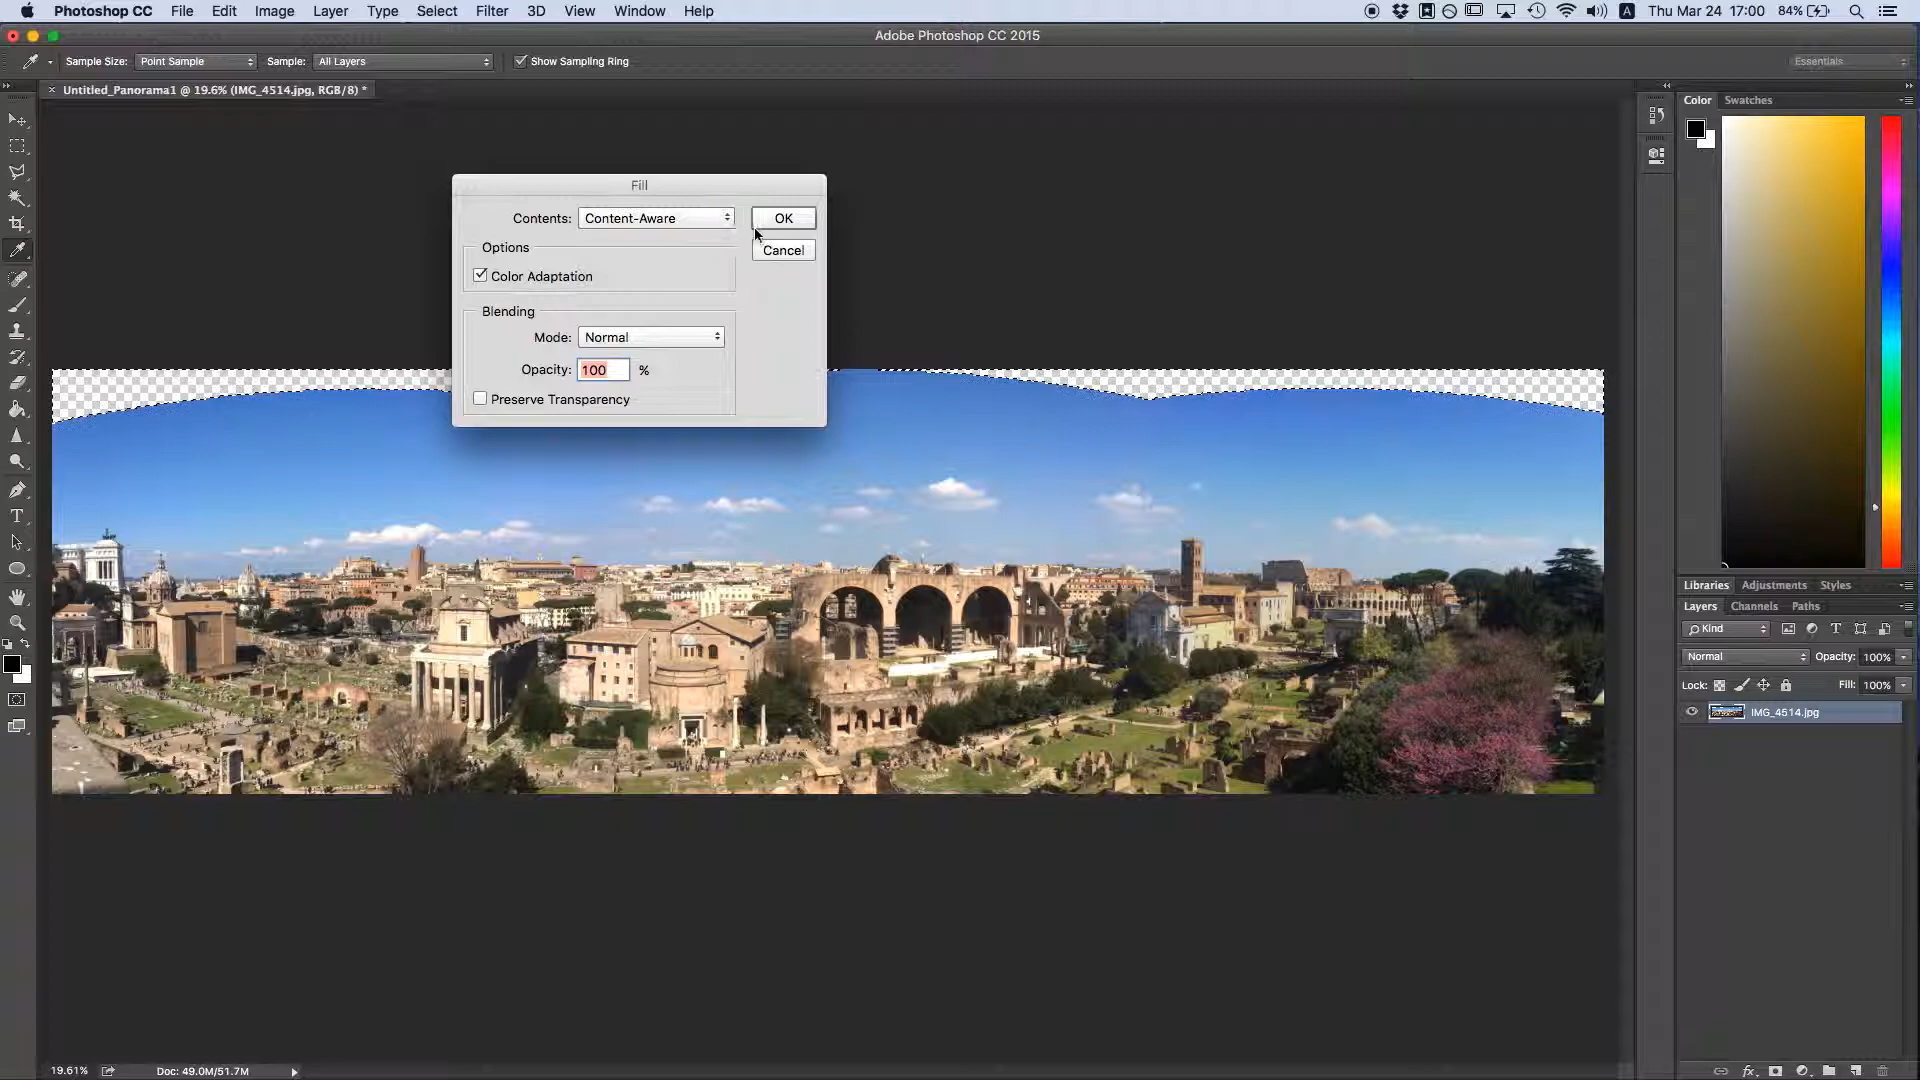 Photoshop CC File Edit Image Layer Type Select Filter 3D View Window Help A Thu Mar 24 17:00 84%
Adobe Photoshop CC 2015
Sample Size: Point Sample Sample: All Layers Show Sampling Ring Essentials
Untitled_Panorama1 @ 19.6% (IMG_4514.jpg, RGB/8) *
Color Swatches
Fill
Contents: Content-Aware OK
Options
Cancel
Color Adaptation
Blending
Mode: Normal
Opacity: 100 %
Preserve Transparency
Libraries Adjustments Styles
Layers Channels Paths
Kind
Normal Opacity: 100%
Lock: Fill: 100%
IMG_4514.jpg
19.61% Doc: 49.0M/51.7M